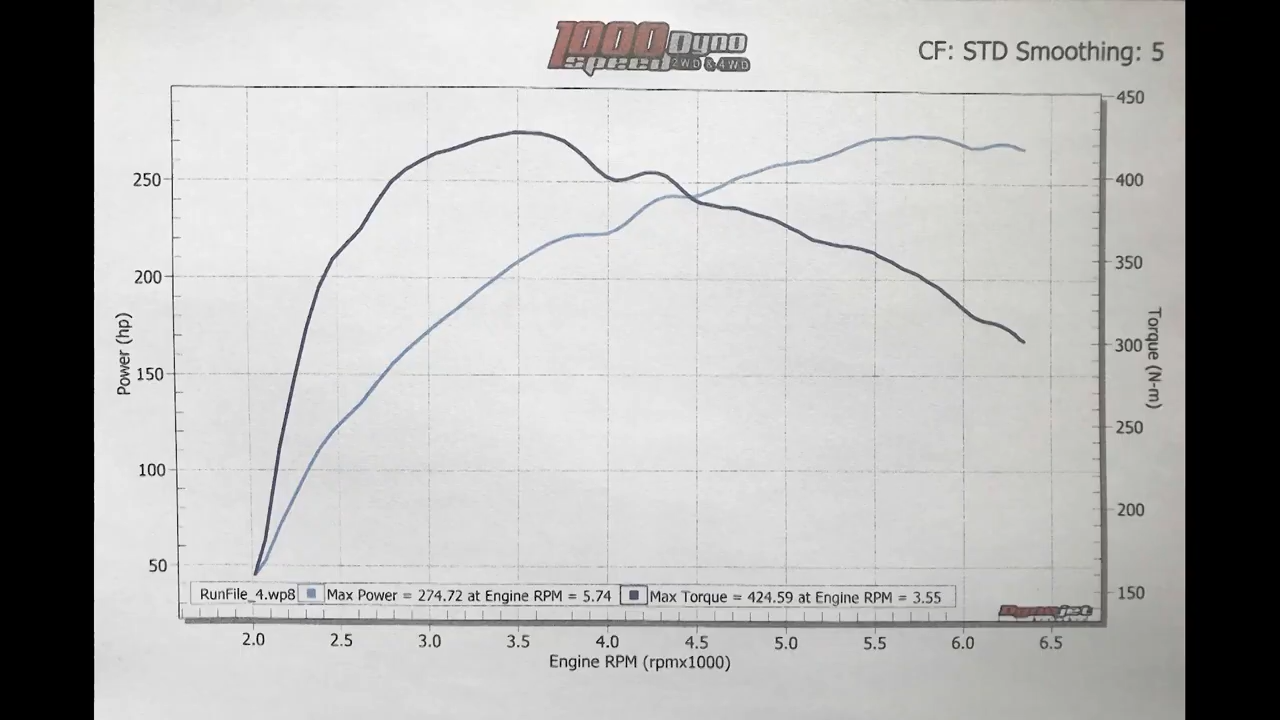 1000 Dyno
speed 2WD & 4WD
CF: STD Smoothing: 5
450
250
400
200
350
150
300
100
250
200
50
150
Power (hp)
Torque (N-m)
RunFile_4.wp8 Max Power = 274.72 at Engine RPM = 5.74 Max Torque = 424.59 at Engine RPM = 3.55
Dynojet
2.0 2.5 3.0 3.5 4.0 4.5 5.0 5.5 6.0 6.5
Engine RPM (rpmx1000)